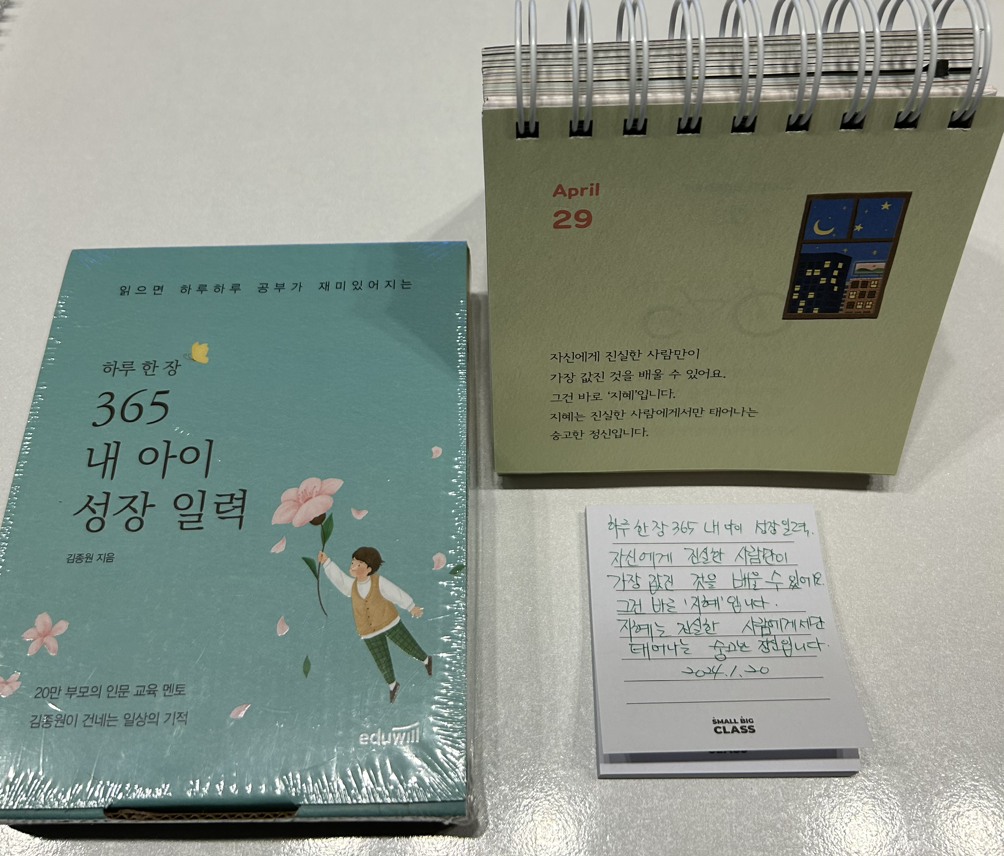 읽으면 하루하루 공부가 재미있어지는
하루 한 장
365
내 아이
성장 일력
김종원 지음
20만 부모의 인문 교육 멘토
김종원이 건네는 일상의 기적
eduwill
April
29
자신에게 진실한 사람만이
가장 값진 것을 배울 수 있어요.
그건 바로 '지혜'입니다.
지혜는 진실한 사람에게서만 태어나는
숭고한 정신입니다.
하루 한 장 365 내 아이 성장 일력.
자신에게 진실한 사람만이
가장 값진 것을 배울 수 있어요
그건 바로 '지혜'입니다.
지혜는 진실한 사람에게서만
태어나는 숭고한 정신입니다.
2024.1.20
SMALL BIG
CLASS